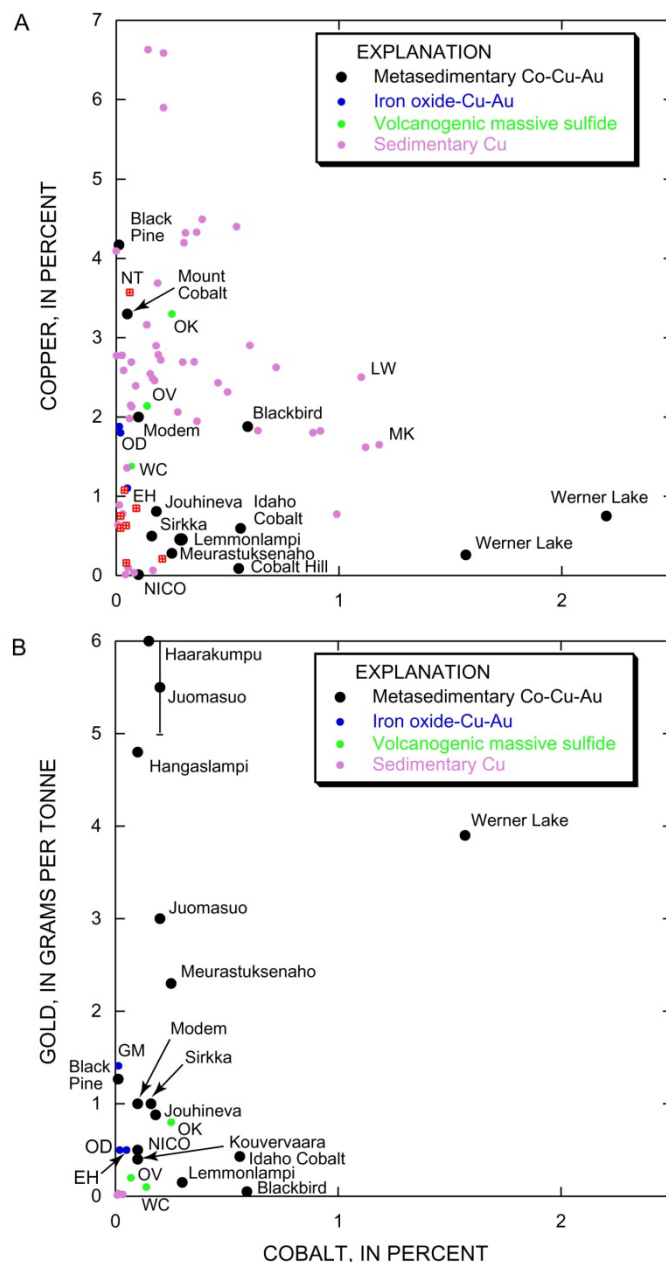 A
7
6
5
4
3
2
1
0
COPPER, IN PERCENT
EXPLANATION
Metasedimentary Co-Cu-Au
Iron oxide-Cu-Au
Volcanogenic massive sulfide
Sedimentary Cu
Black
Pine
NT
Mount
Cobalt
OK
LW
OV
Modem
Blackbird
OD
MK
WC
EH
Jouhineva
Idaho
Cobalt
Werner Lake
Sirkka
Lemmonlampi
Werner Lake
Meurastuksenaho
Cobalt Hill
NICO
0
1
2
B
6
5
4
3
2
1
0
GOLD, IN GRAMS PER TONNE
Haarakumpu
EXPLANATION
Metasedimentary Co-Cu-Au
Iron oxide-Cu-Au
Volcanogenic massive sulfide
Sedimentary Cu
Juomasuo
Hangaslampi
Werner Lake
Juomasuo
Meurastuksenaho
Modem
GM
Sirkka
Black
Pine
Jouhineva
OK
OD
NICO
Kouvervaara
Idaho Cobalt
EH
OV
Lemmonlampi
WC
Blackbird
0
1
2
COBALT, IN PERCENT